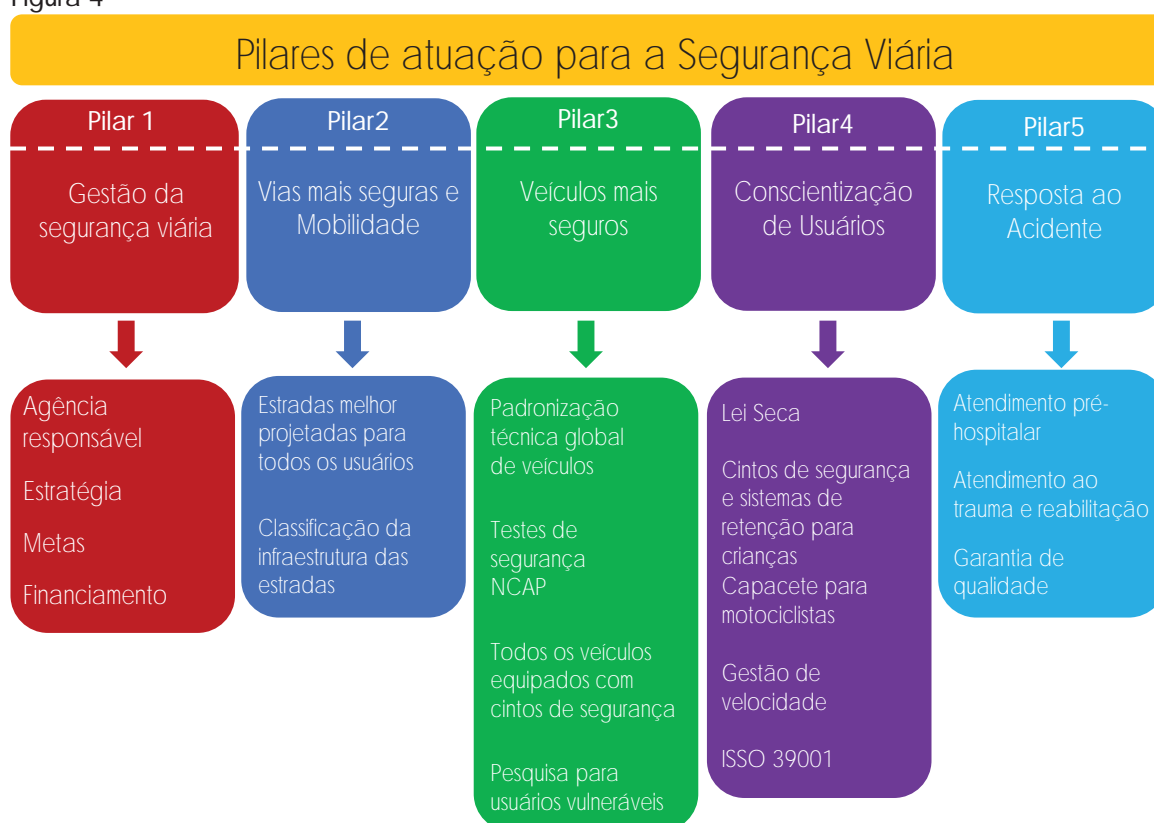 Figura 4
Pilares de atuação para a Segurança Viária
Pilar 1
Gestão da
segurança viária
Agência
responsável
Estratégia
Metas
Financiamento
Pilar2
Vias mais seguras e
Mobilidade
Estradas melhor
projetadas para
todos os usuários
Classificação da
infraestrutura das
estradas
Pilar3
Veículos mais
seguros
Padronização
técnica global
de veículos
Testes de
segurança
NCAP
Todos os veículos
equipados com
cintos de segurança
Pesquisa para
usuários vulneráveis
Pilar4
Conscientização
de Usuários
Lei Seca
Cintos de segurança
e sistemas de
retenção para
crianças
Capacete para
motociclistas
Gestão de
velocidade
ISSO 39001
Pilar5
Resposta ao
Acidente
Atendimento pré-
hospitalar
Atendimento ao
trauma e reabilitação
Garantia de
qualidade